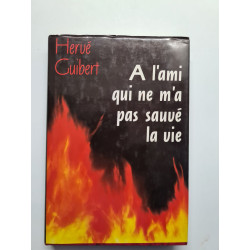 Hervé
Guibert
A l'ami
qui ne m'a
pas sauvé
la vie